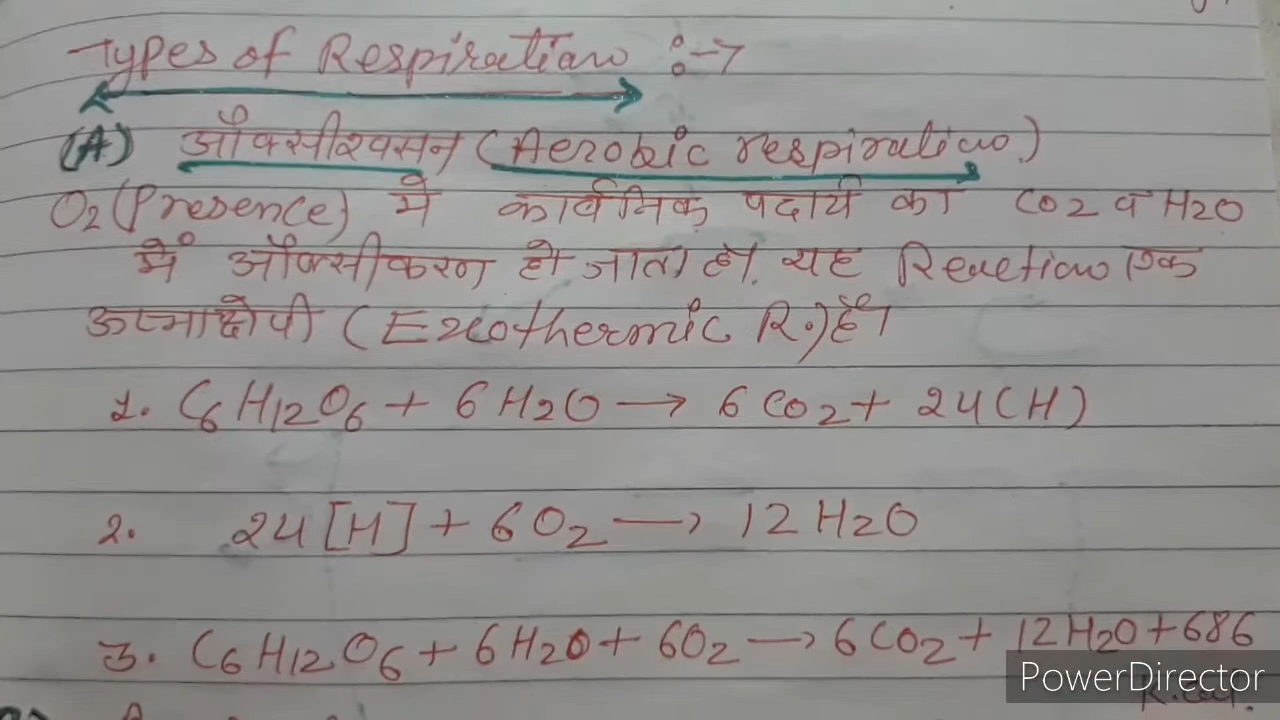 Types of Respiration :-→
(A) ऑक्सीश्वसन (Aerobic respiration)
O2 (Presence) में कार्बनिक पदार्थ का CO2 व H2O
में ऑक्सीकरण हो जाता है. यह Reaction एक
ऊष्माक्षेपी (Exothermic R.) है।
1. C6H12O6 + 6H2O → 6CO2 + 24(H)
2. 24[H] + 6O2 → 12H2O
3. C6H12O6 + 6H2O + 6O2 → 6CO2 + 12H2O + 686
PowerDirector